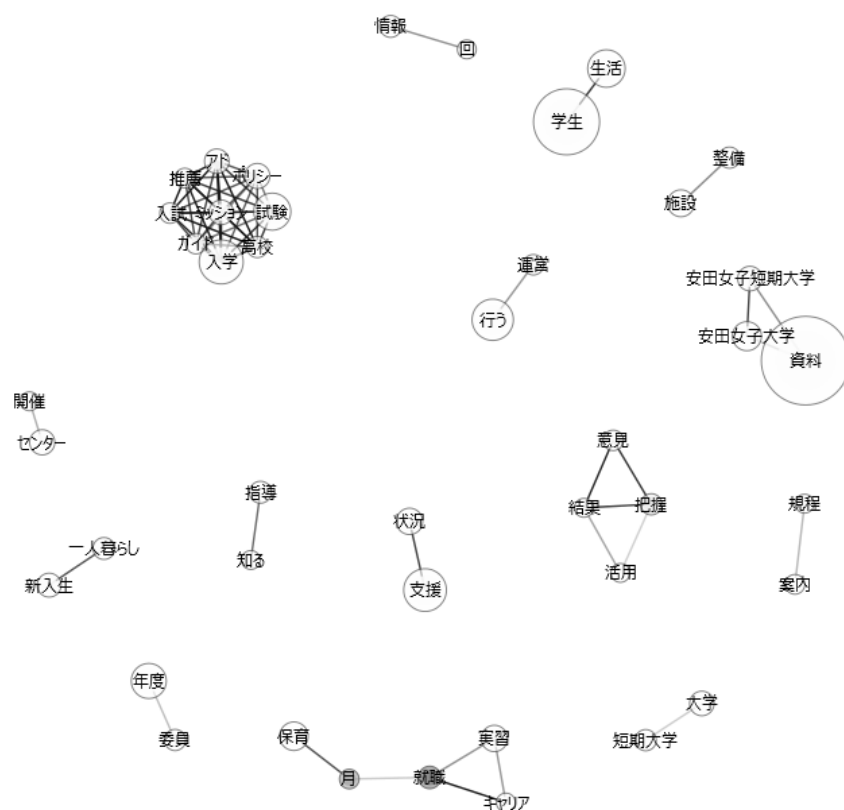 情報
回
生活
学生
整備
施設
アド
推薦
ポリシー
入試
ミッション
試験
ガイド
高校
入学
運営
行う
安田女子短期大学
安田女子大学
資料
開催
センター
意見
結果
把握
活用
指導
知る
状況
支援
規程
案内
一人暮らし
新入生
年度
委員
保育
月
就職
実習
キャリア
大学
短期大学